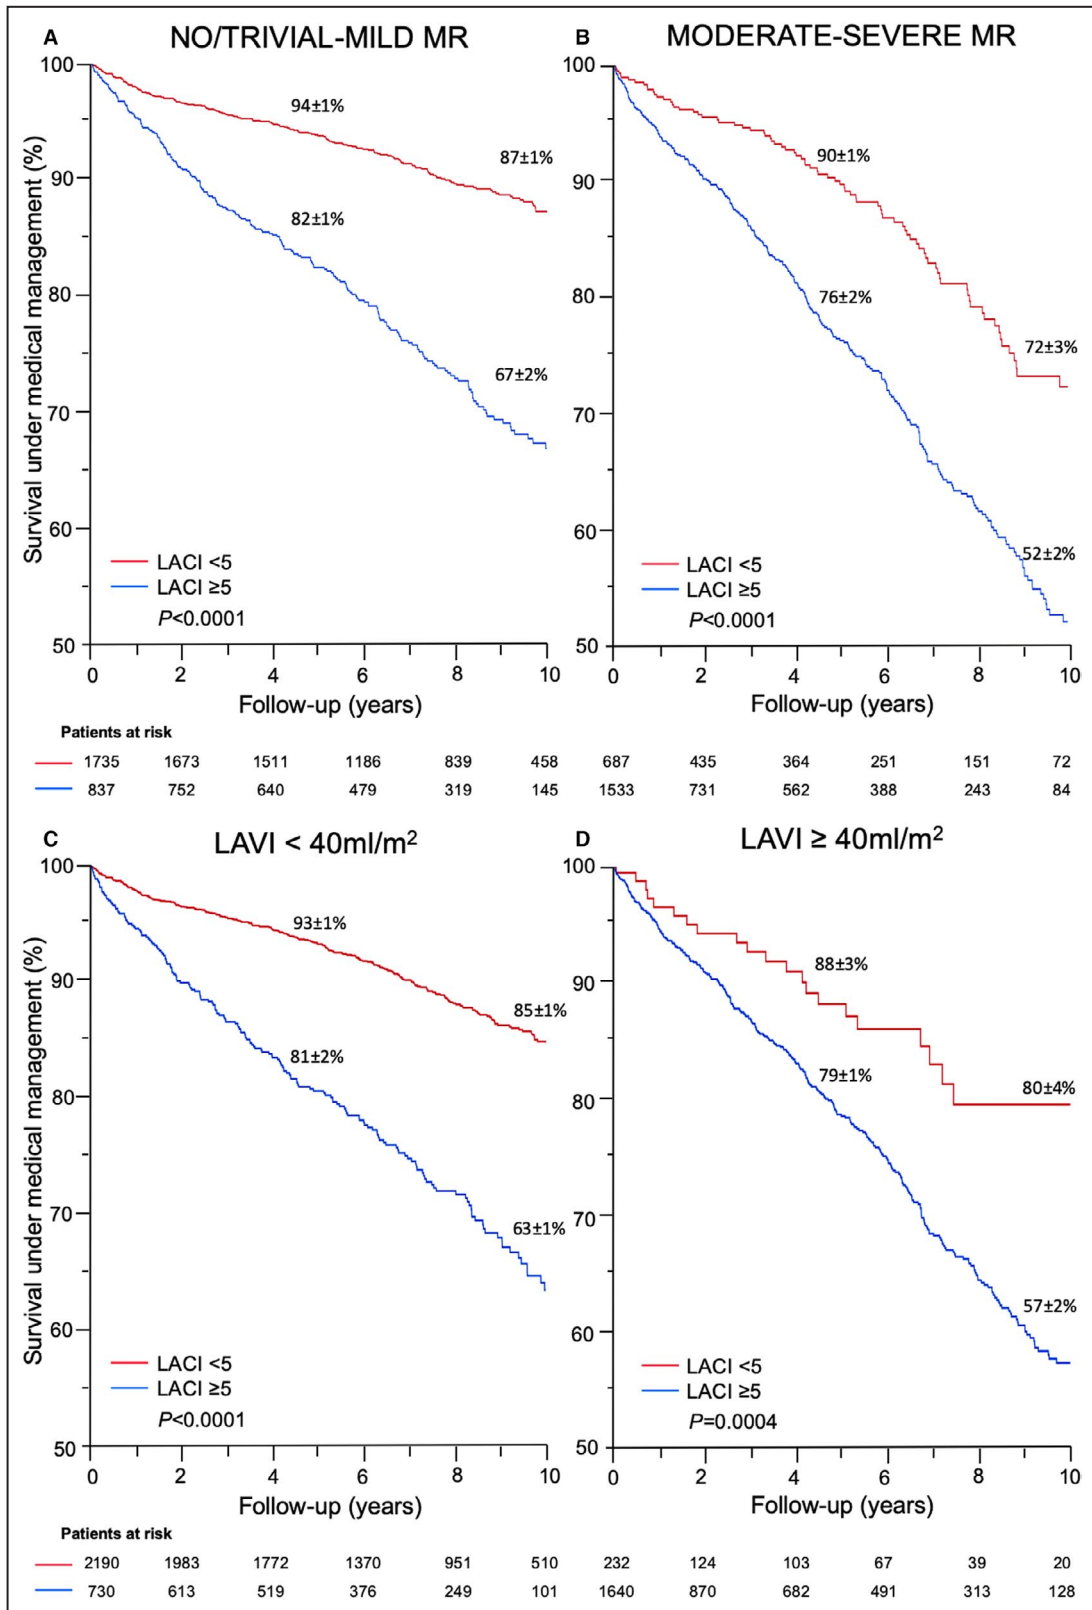 A NO/TRIVIAL-MILD MR
Survival under medical management (%)
100
90
80
70
60
50
94±1%
87±1%
82±1%
67±2%
LACI <5
LACI ≥5
P<0.0001
0 2 4 6 8 10
Follow-up (years)
B MODERATE-SEVERE MR
100
90
80
70
60
50
90±1%
76±2%
72±3%
52±2%
LACI <5
LACI ≥5
P<0.0001
0 2 4 6 8 10
Follow-up (years)
Patients at risk
1735 1673 1511 1186 839 458 687 435 364 251 151 72
837 752 640 479 319 145 1533 731 562 388 243 84
C LAVI < 40ml/m²
Survival under medical management (%)
100
90
80
70
60
50
93±1%
85±1%
81±2%
63±1%
LACI <5
LACI ≥5
P<0.0001
0 2 4 6 8 10
Follow-up (years)
D LAVI ≥ 40ml/m²
100
90
80
70
60
50
88±3%
79±1%
80±4%
57±2%
LACI <5
LACI ≥5
P=0.0004
0 2 4 6 8 10
Follow-up (years)
Patients at risk
2190 1983 1772 1370 951 510 232 124 103 67 39 20
730 613 519 376 249 101 1640 870 682 491 313 128